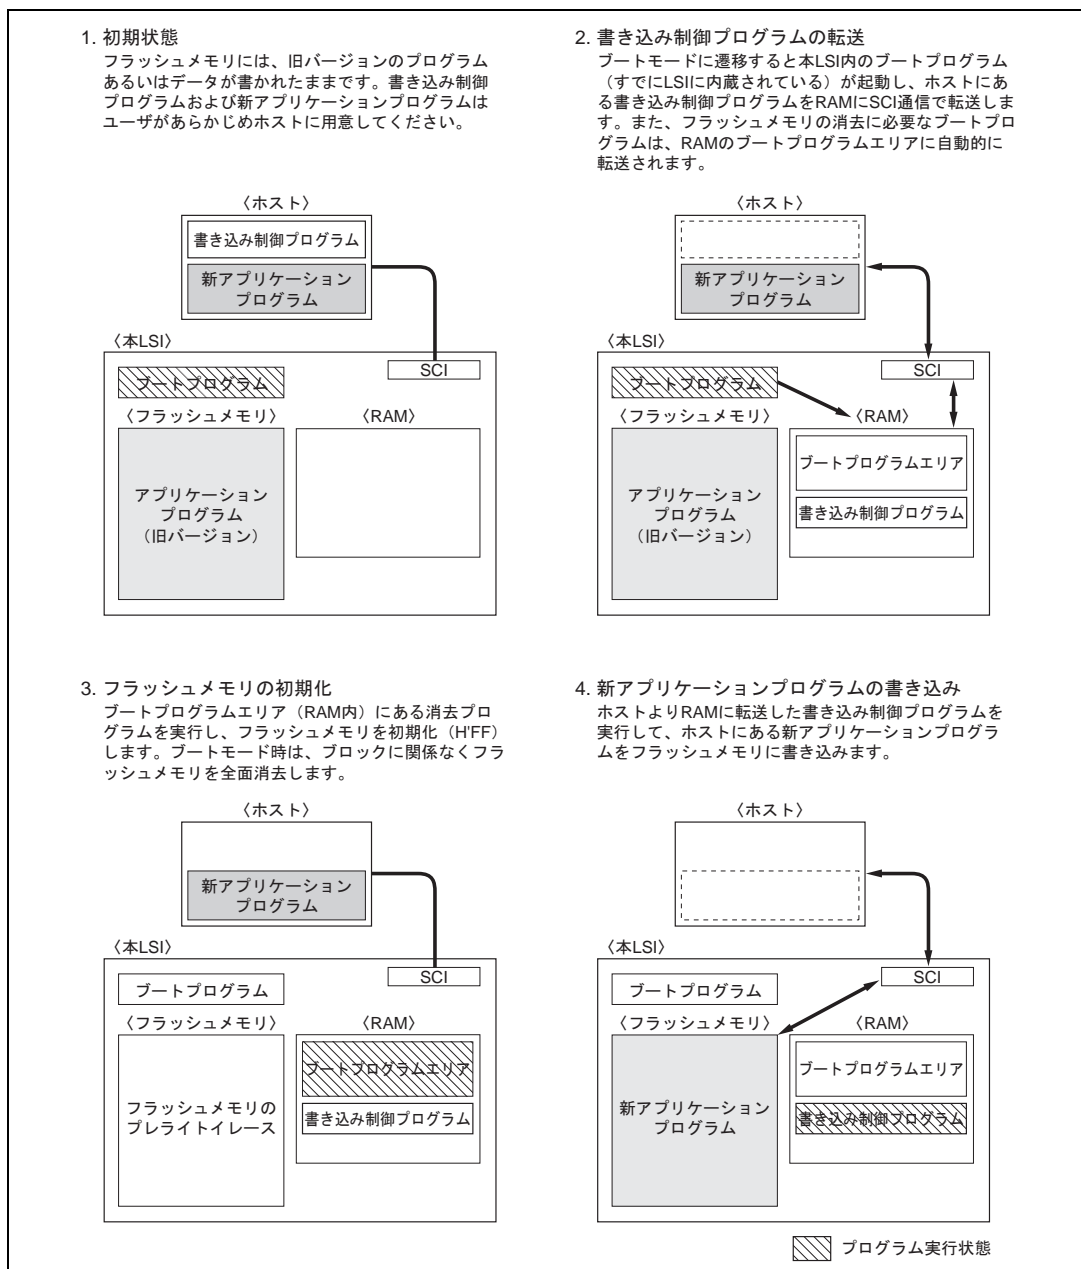 1. 初期状態
フラッシュメモリには、旧バージョンのプログラム
あるいはデータが書かれたままです。書き込み制御
プログラムおよび新アプリケーションプログラムは
ユーザがあらかじめホストに用意してください。
〈ホスト〉
書き込み制御プログラム
新アプリケーション
プログラム
〈本LSI〉
SCI
ブートプログラム
〈フラッシュメモリ〉
〈RAM〉
アプリケーション
プログラム
（旧バージョン）
2. 書き込み制御プログラムの転送
ブートモードに遷移すると本LSI内のブートプログラム
（すでにLSIに内蔵されている）が起動し、ホストにあ
る書き込み制御プログラムをRAMにSCI通信で転送しま
す。また、フラッシュメモリの消去に必要なブートプロ
グラムは、RAMのブートプログラムエリアに自動的に
転送されます。
〈ホスト〉
新アプリケーション
プログラム
〈本LSI〉
SCI
ブートプログラム
〈フラッシュメモリ〉
〈RAM〉
ブートプログラムエリア
アプリケーション
プログラム
（旧バージョン）
書き込み制御プログラム
3. フラッシュメモリの初期化
ブートプログラムエリア（RAM内）にある消去プロ
グラムを実行し、フラッシュメモリを初期化（H'FF）
します。ブートモード時は、ブロックに関係なくフラ
ッシュメモリを全面消去します。
〈ホスト〉
新アプリケーション
プログラム
〈本LSI〉
SCI
ブートプログラム
〈フラッシュメモリ〉
〈RAM〉
ブートプログラムエリア
フラッシュメモリの
プレライトイレース
書き込み制御プログラム
4. 新アプリケーションプログラムの書き込み
ホストよりRAMに転送した書き込み制御プログラムを
実行して、ホストにある新アプリケーションプログラ
ムをフラッシュメモリに書き込みます。
〈ホスト〉
〈本LSI〉
SCI
ブートプログラム
〈フラッシュメモリ〉
〈RAM〉
ブートプログラムエリア
新アプリケーション
プログラム
書き込み制御プログラム
プログラム実行状態